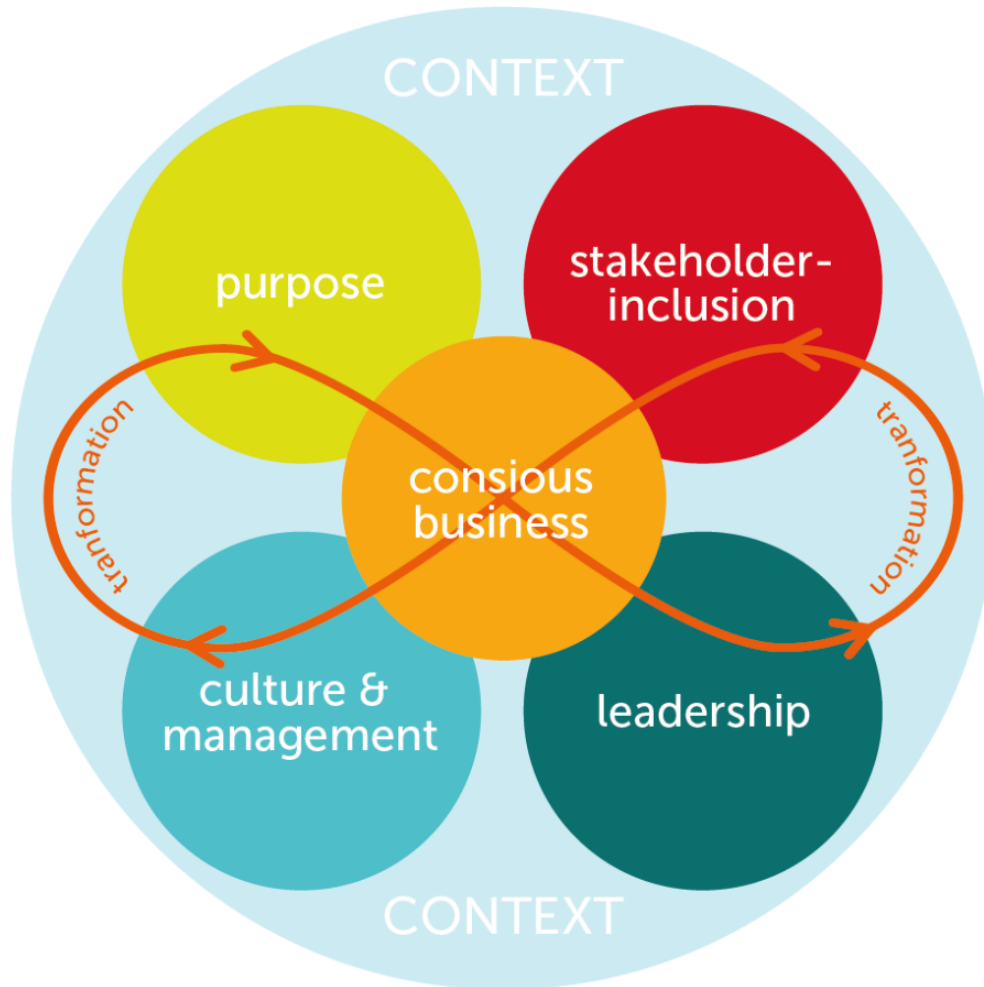 CONTEXT
purpose
stakeholder-
inclusion
tranformation
consious
business
tranformation
culture &
management
leadership
CONTEXT